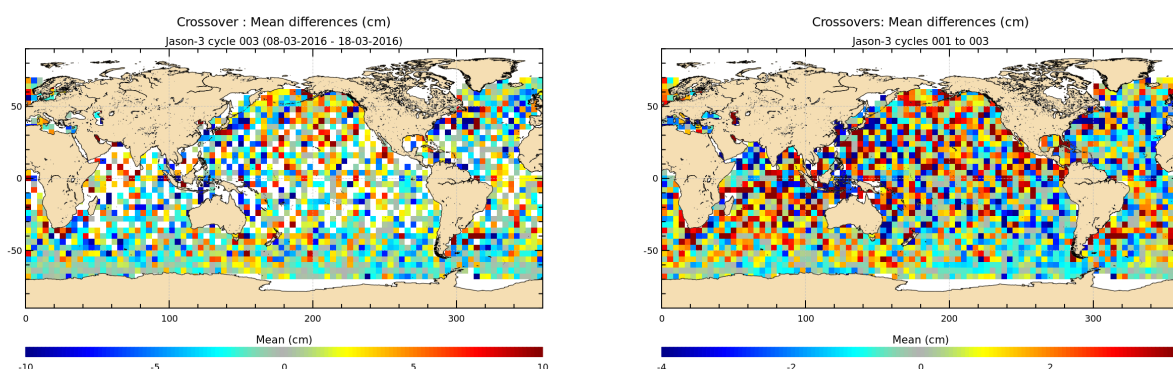 Crossover : Mean differences (cm)
Jason-3 cycle 003 (08-03-2016 - 18-03-2016)
50
0
-50
0 100 200 300
Mean (cm)
-10 -5 0 5 10
Crossovers: Mean differences (cm)
Jason-3 cycles 001 to 003
50
0
-50
0 100 200 300
Mean (cm)
-4 -2 0 2